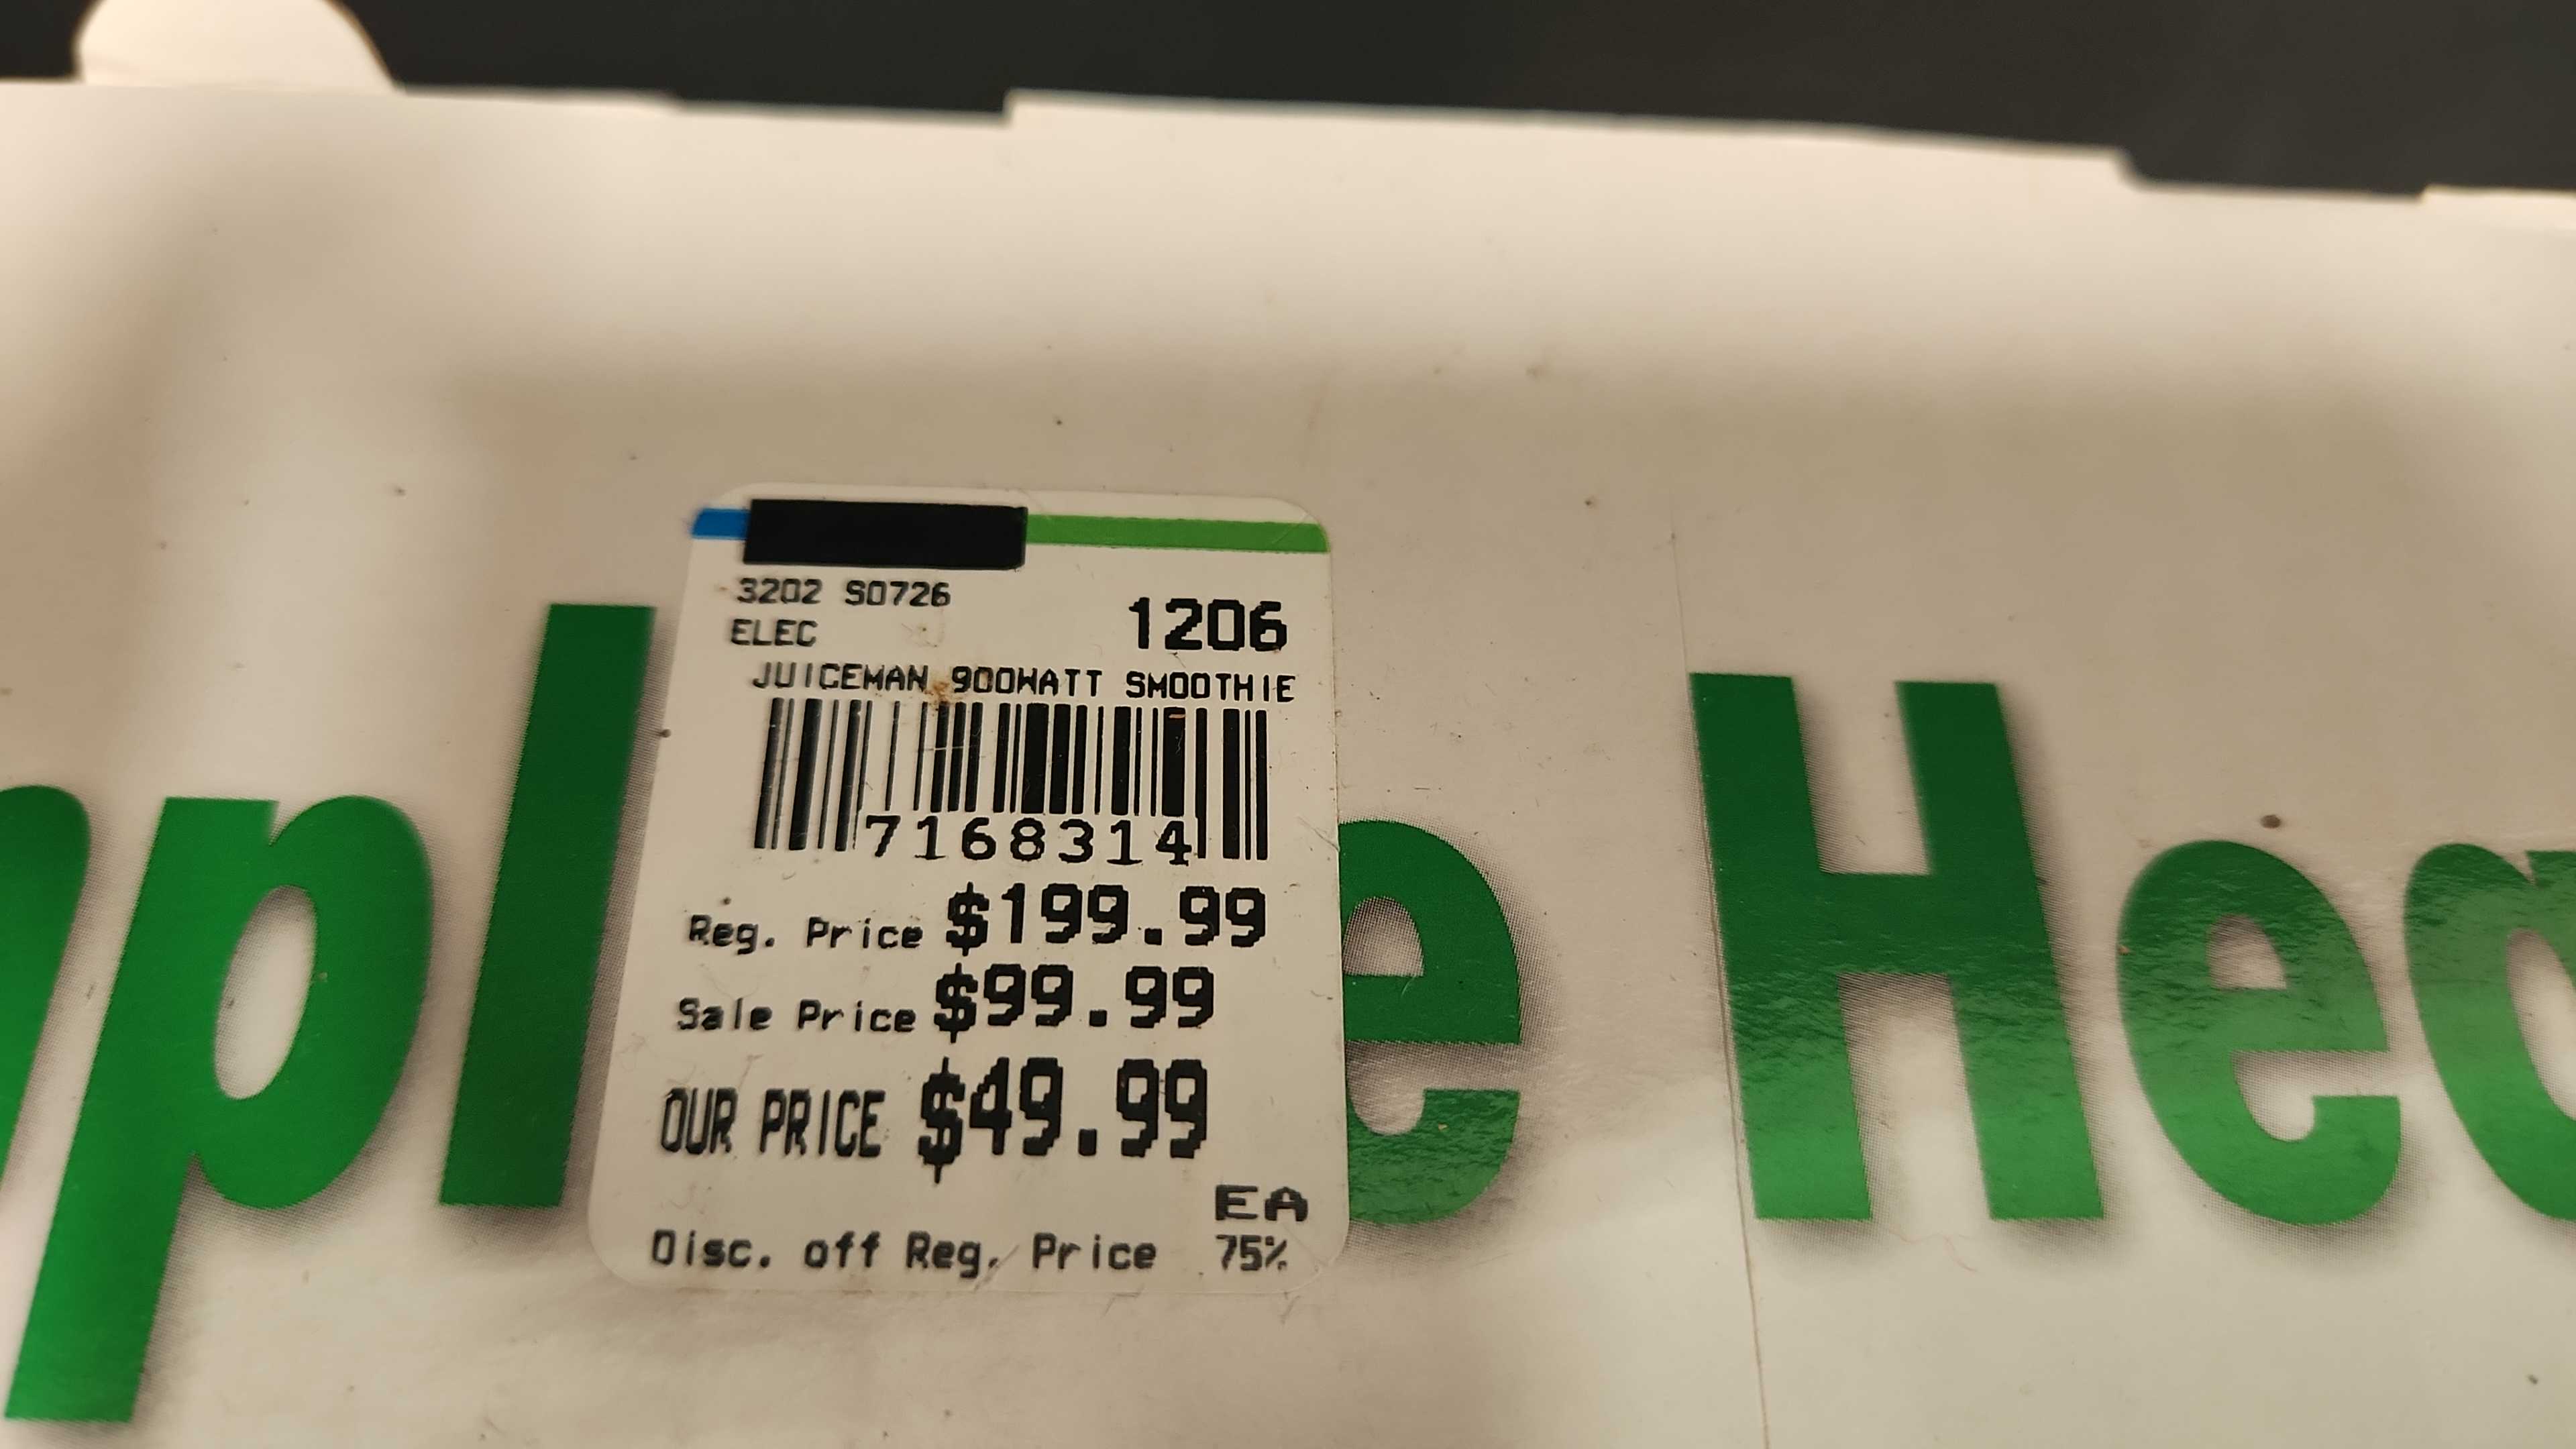 3202 S0726
ELEC
1206
JUICEMAN 900WATT SMOOTHIE
7168314
Reg. Price $199.99
Sale Price $99.99
OUR PRICE $49.99
EA
Disc. off Reg. Price 75%